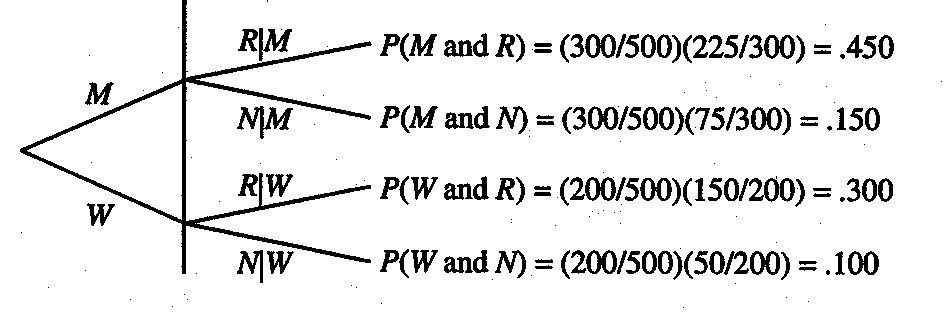 R|M P(M and R) = (300/500)(225/300) = .450
M
N|M P(M and N) = (300/500)(75/300) = .150
R|W P(W and R) = (200/500)(150/200) = .300
W
N|W P(W and N) = (200/500)(50/200) = .100